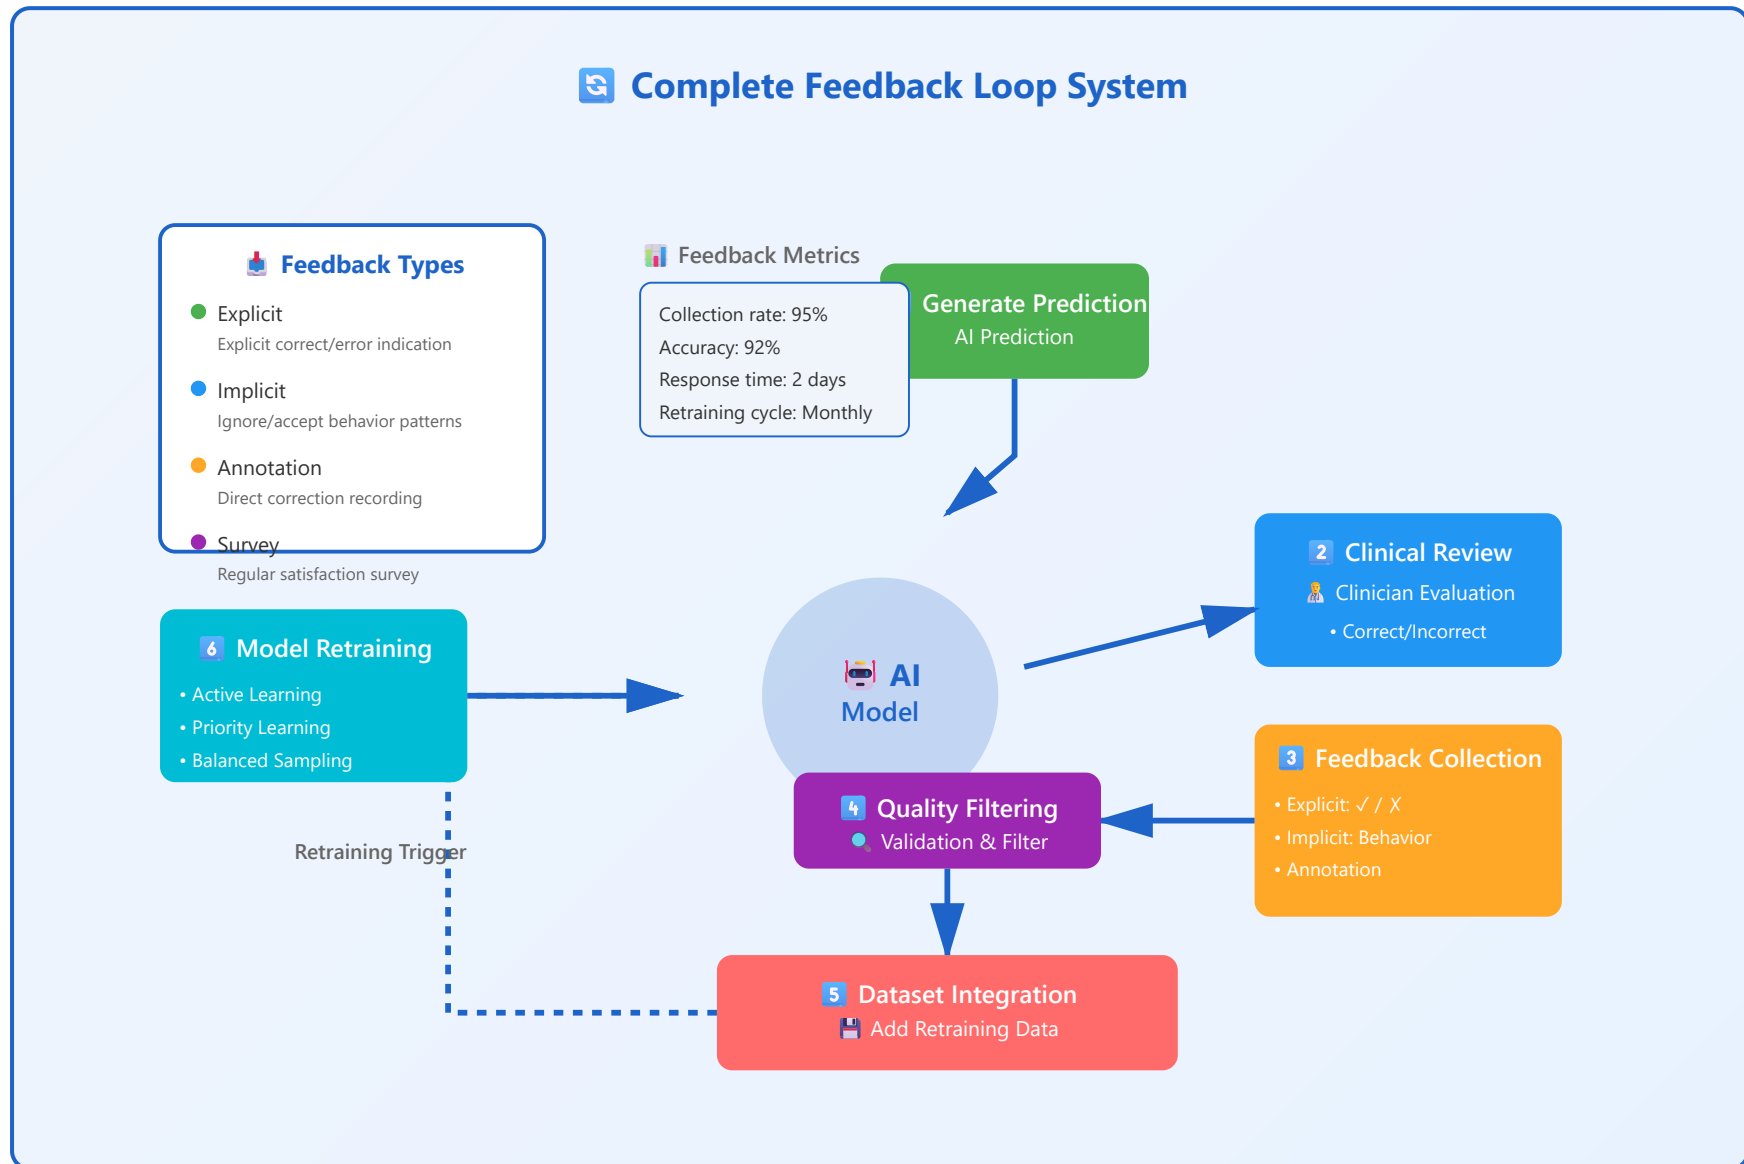 Complete Feedback Loop System
Feedback Types
Explicit
Explicit correct/error indication
Implicit
Ignore/accept behavior patterns
Annotation
Direct correction recording
Survey
Regular satisfaction survey
Feedback Metrics
Collection rate: 95%
Accuracy: 92%
Response time: 2 days
Retraining cycle: Monthly
Generate Prediction
AI Prediction
2 Clinical Review
Clinician Evaluation
• Correct/Incorrect
6 Model Retraining
• Active Learning
• Priority Learning
• Balanced Sampling
AI
Model
3 Feedback Collection
• Explicit: ✓ / ✗
• Implicit: Behavior
• Annotation
4 Quality Filtering
Validation & Filter
Retraining Trigger
5 Dataset Integration
Add Retraining Data